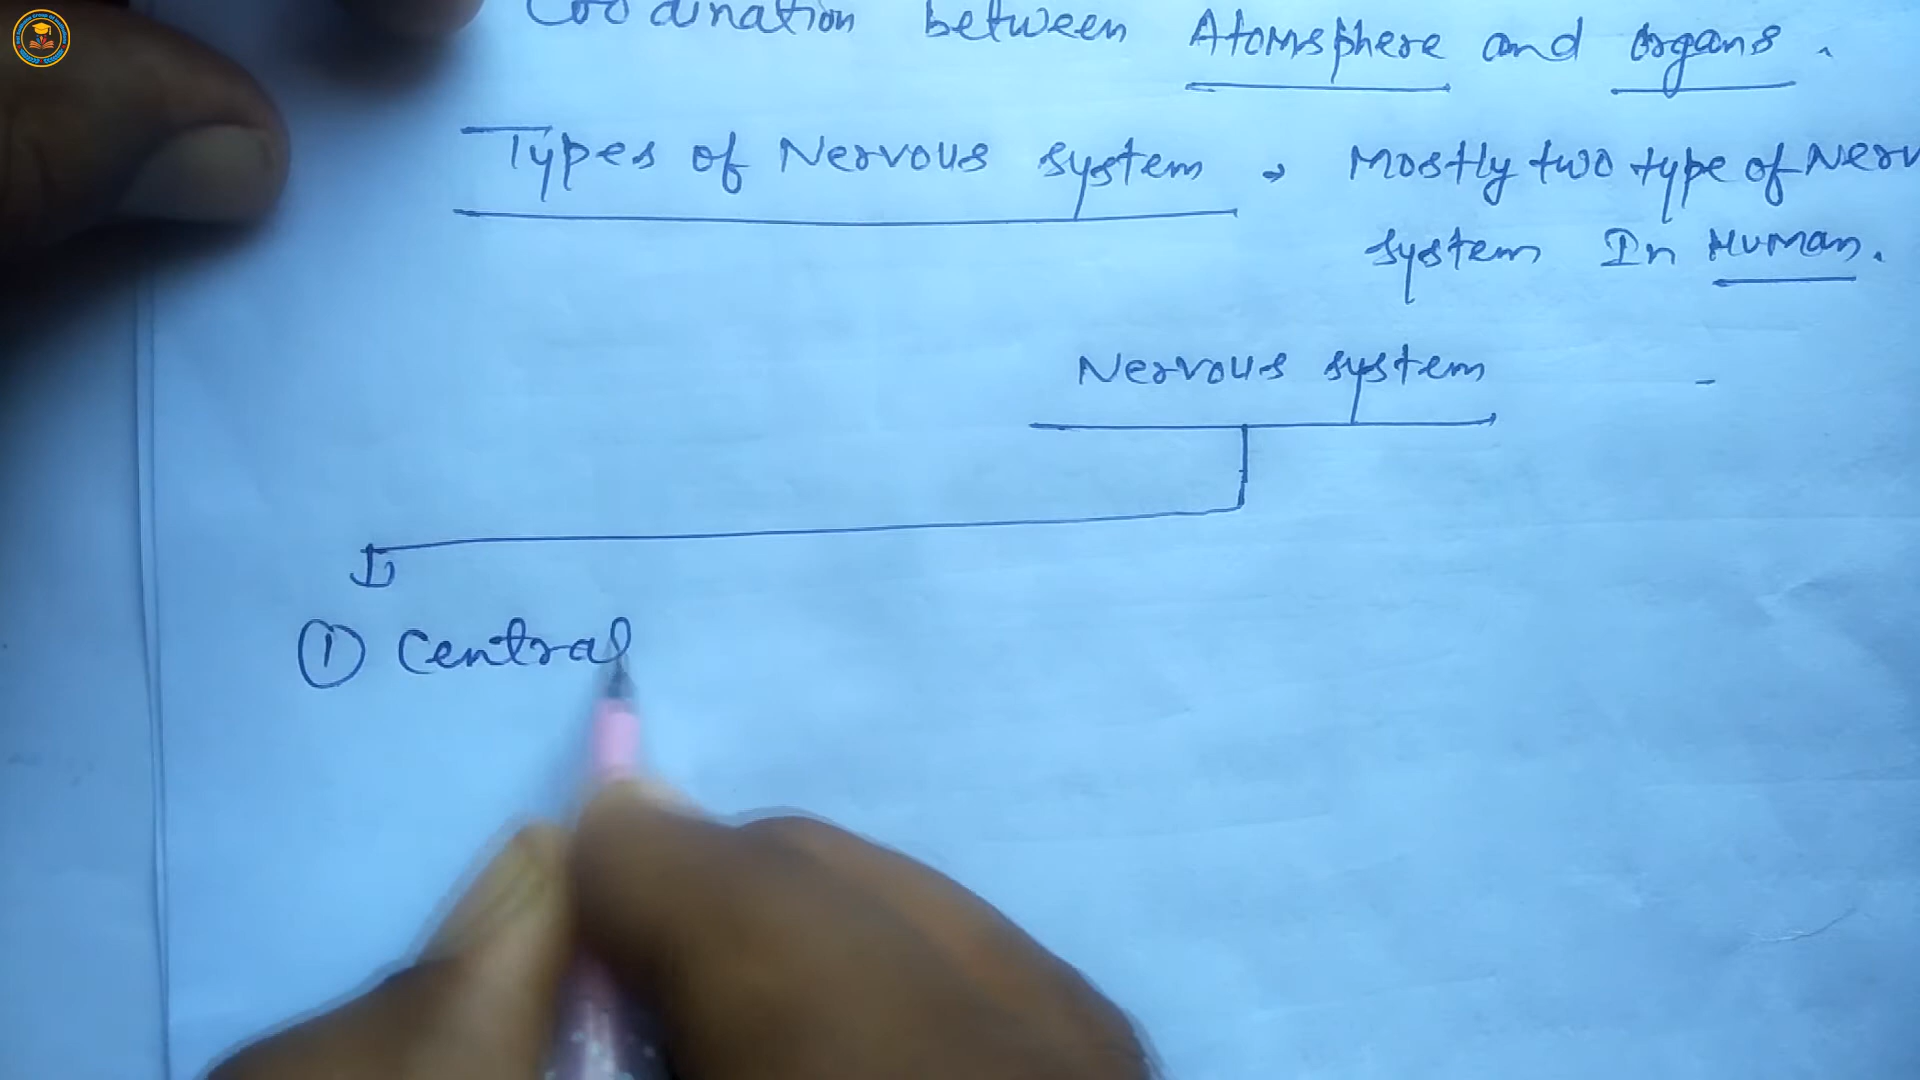 Coordination between Atomsphere and organs.
Types of Nervous system → Mostly two type of Nerv
system In Human.
Nervous system
① Central